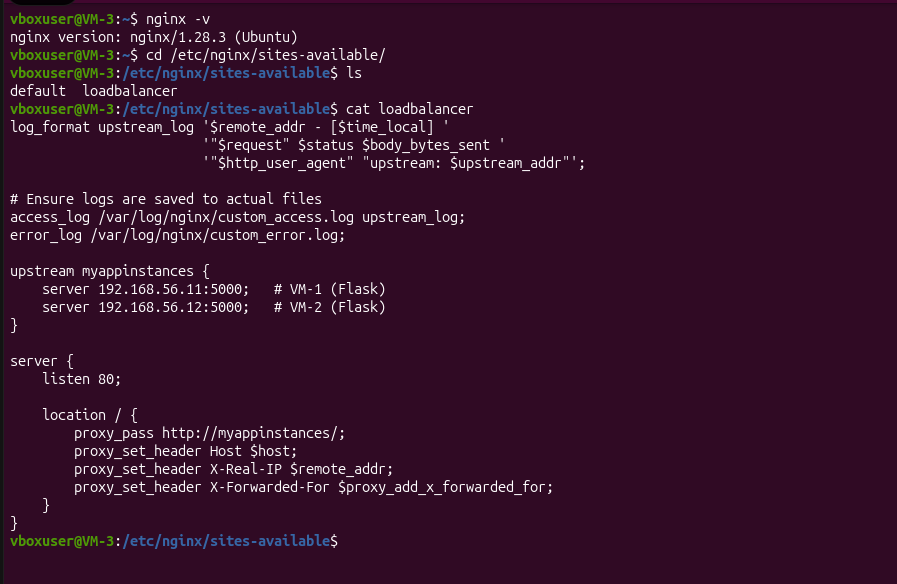 vboxuser@VM-3:~$ nginx -v
nginx version: nginx/1.28.3 (Ubuntu)
vboxuser@VM-3:~$ cd /etc/nginx/sites-available/
vboxuser@VM-3:/etc/nginx/sites-available$ ls
default  loadbalancer
vboxuser@VM-3:/etc/nginx/sites-available$ cat loadbalancer
log_format upstream_log '$remote_addr - [$time_local] '
                        '"$request" $status $body_bytes_sent '
                        '"$http_user_agent" "upstream: $upstream_addr"';

# Ensure logs are saved to actual files
access_log /var/log/nginx/custom_access.log upstream_log;
error_log /var/log/nginx/custom_error.log;

upstream myappinstances {
    server 192.168.56.11:5000;   # VM-1 (Flask)
    server 192.168.56.12:5000;   # VM-2 (Flask)
}

server {
    listen 80;

    location / {
        proxy_pass http://myappinstances/;
        proxy_set_header Host $host;
        proxy_set_header X-Real-IP $remote_addr;
        proxy_set_header X-Forwarded-For $proxy_add_x_forwarded_for;
    }
}
vboxuser@VM-3:/etc/nginx/sites-available$